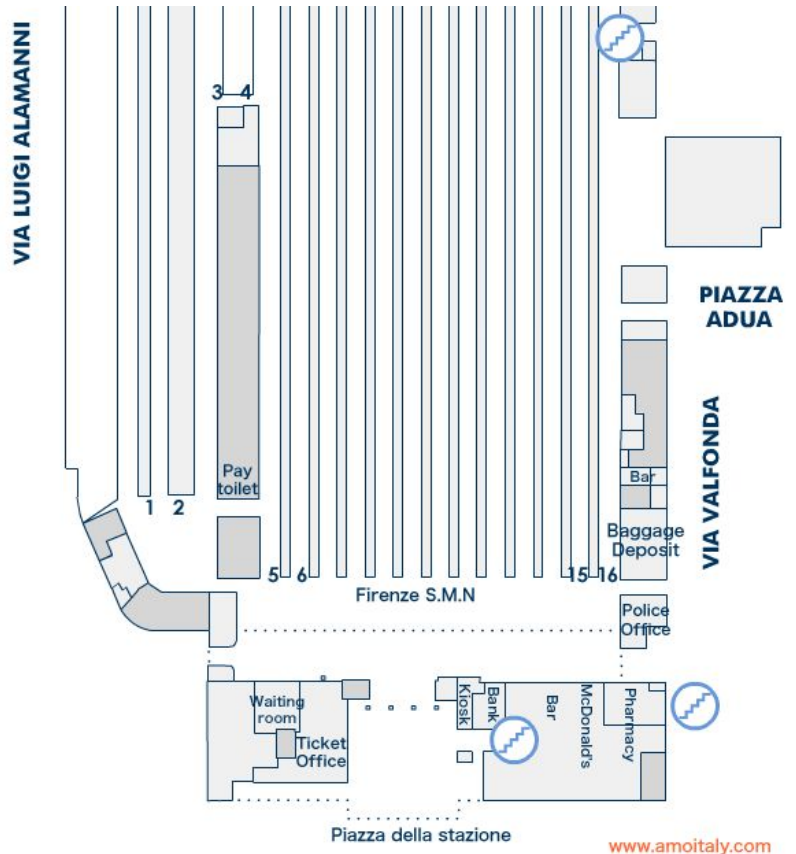 VIA LUIGI ALAMANNI
3 4
PIAZZA
ADUA
VIA VALFONDA
Pay
toilet
Bar
1 2
Baggage
Deposit
5 6
15 16
Firenze S.M.N
Police
Office
Waiting
room
Ticket
Office
Kiosk
Bank
Bar
McDonald's
Pharmacy
Piazza della stazione
www.amoitaly.com